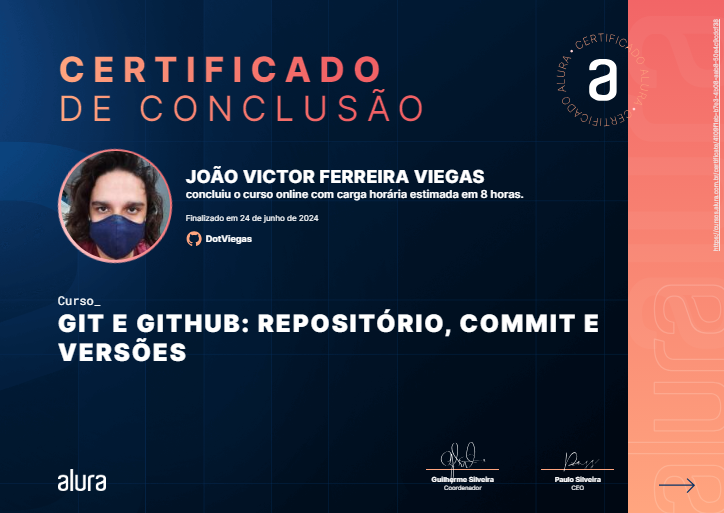 CERTIFICADO
DE CONCLUSÃO
CERTIFICADO ALURA • CERTIFICADO ALURA •
a
JOÃO VICTOR FERREIRA VIEGAS
concluiu o curso online com carga horária estimada em 8 horas.
Finalizado em 24 de junho de 2024
DotViegas
Curso_
GIT E GITHUB: REPOSITÓRIO, COMMIT E
VERSÕES
alura
Guilherme Silveira
Coordenador
Paulo Silveira
CEO
alura